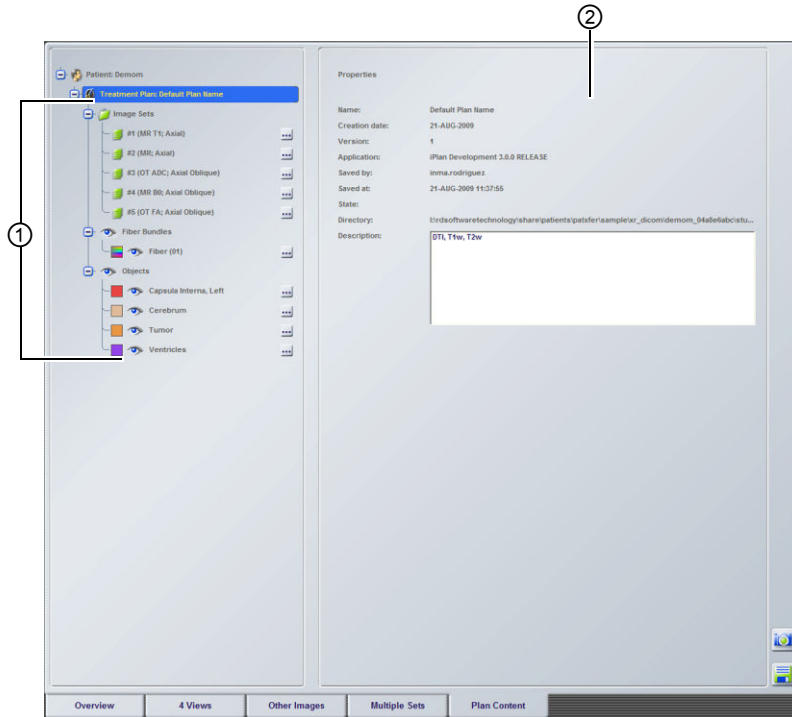 ②
Patient: Demom
Treatment Plan: Default Plan Name
Image Sets
#1 (MR T1; Axial)
#2 (MR; Axial)
#3 (OT ADC; Axial Oblique)
#4 (MR B0; Axial Oblique)
#5 (OT FA; Axial Oblique)
Fiber Bundles
Fiber (01)
Objects
Capsula Interna, Left
Cerebrum
Tumor
Ventricles
①
Properties
Name: Default Plan Name
Creation date: 21-AUG-2009
Version: 1
Application: iPlan Development 3.0.0 RELEASE
Saved by: inma.rodriguez
Saved at: 21-AUG-2009 11:37:55
State:
Directory:
Description: DTI, T1w, T2w
Overview 4 Views Other Images Multiple Sets Plan Content